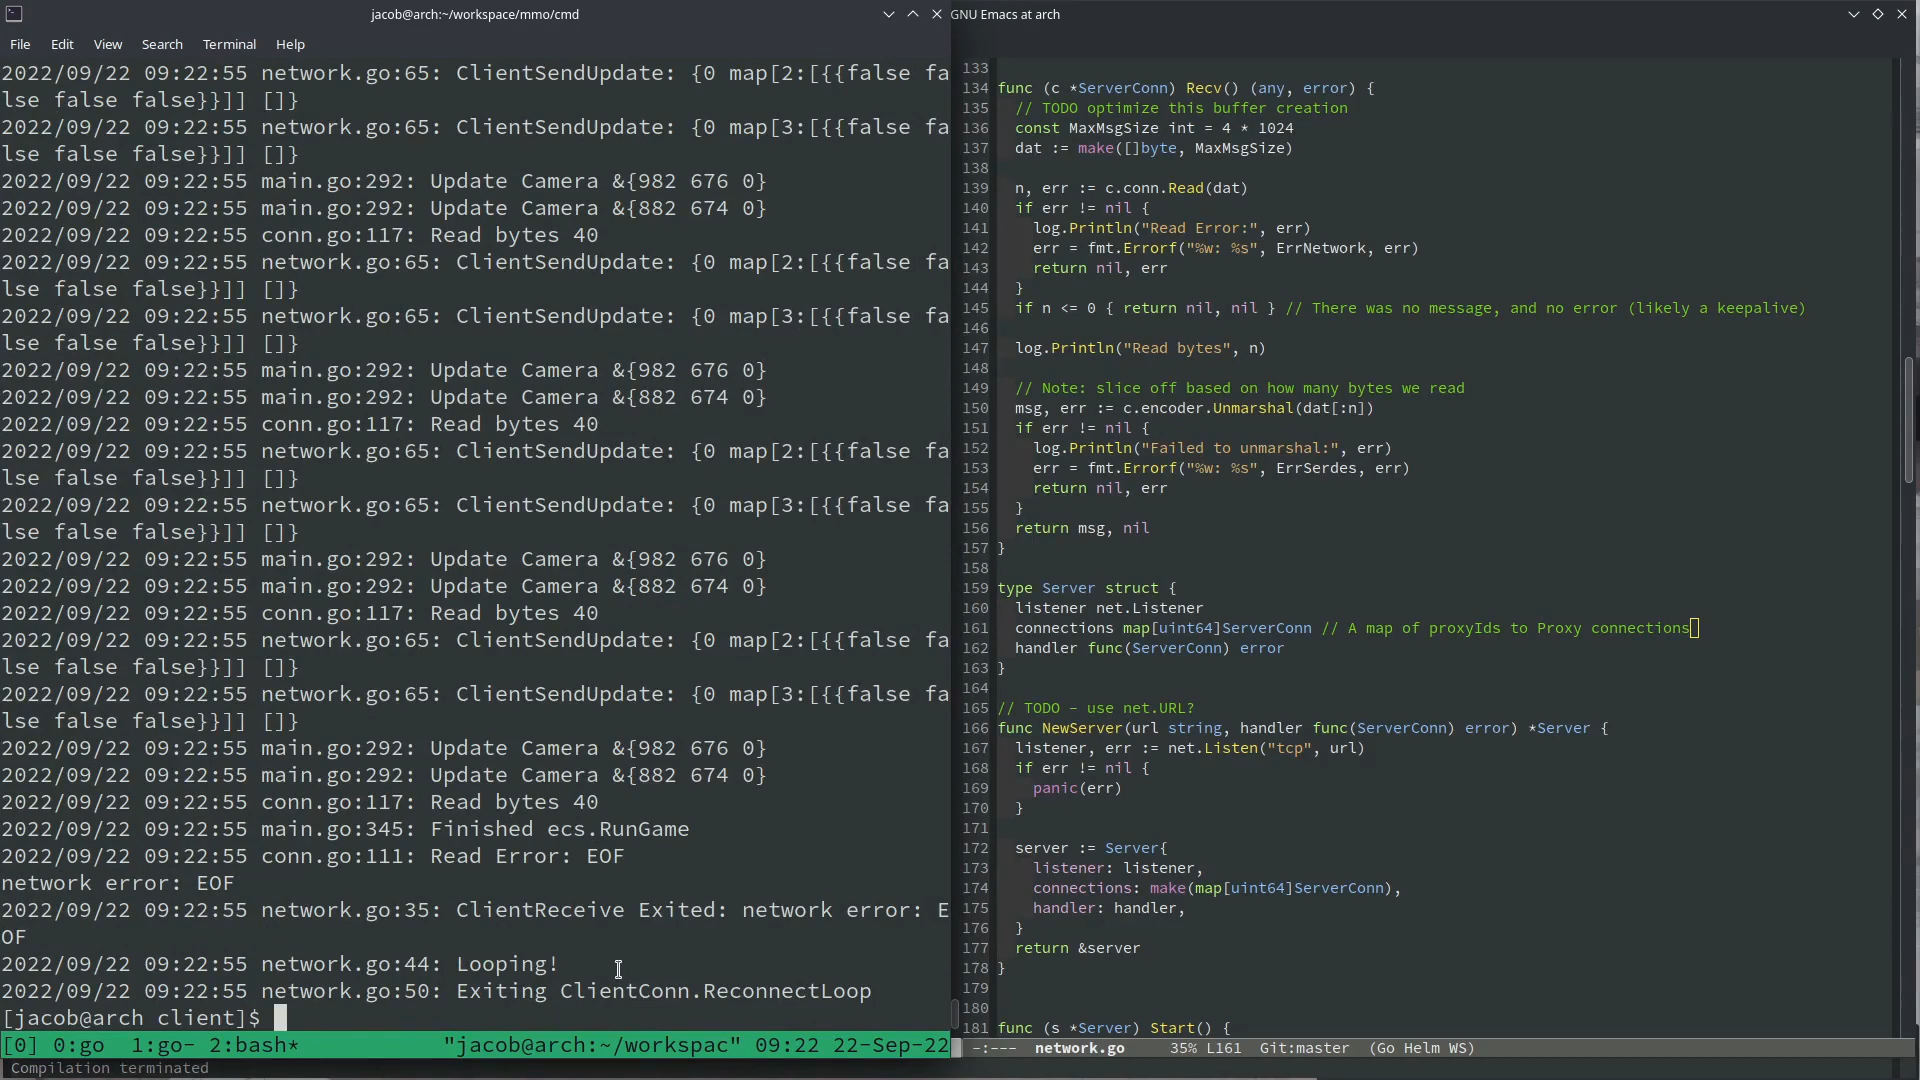 jacob@arch:~/workspace/mmo/cmd
File Edit View Search Terminal Help
2022/09/22 09:22:55 network.go:65: ClientSendUpdate: {0 map[2:[{{false fa
lse false false}}]] []}
2022/09/22 09:22:55 network.go:65: ClientSendUpdate: {0 map[3:[{{false fa
lse false false}}]] []}
2022/09/22 09:22:55 main.go:292: Update Camera &{982 676 0}
2022/09/22 09:22:55 main.go:292: Update Camera &{882 674 0}
2022/09/22 09:22:55 conn.go:117: Read bytes 40
2022/09/22 09:22:55 network.go:65: ClientSendUpdate: {0 map[2:[{{false fa
lse false false}}]] []}
2022/09/22 09:22:55 network.go:65: ClientSendUpdate: {0 map[3:[{{false fa
lse false false}}]] []}
2022/09/22 09:22:55 main.go:292: Update Camera &{982 676 0}
2022/09/22 09:22:55 main.go:292: Update Camera &{882 674 0}
2022/09/22 09:22:55 conn.go:117: Read bytes 40
2022/09/22 09:22:55 network.go:65: ClientSendUpdate: {0 map[2:[{{false fa
lse false false}}]] []}
2022/09/22 09:22:55 network.go:65: ClientSendUpdate: {0 map[3:[{{false fa
lse false false}}]] []}
2022/09/22 09:22:55 main.go:292: Update Camera &{982 676 0}
2022/09/22 09:22:55 main.go:292: Update Camera &{882 674 0}
2022/09/22 09:22:55 conn.go:117: Read bytes 40
2022/09/22 09:22:55 network.go:65: ClientSendUpdate: {0 map[2:[{{false fa
lse false false}}]] []}
2022/09/22 09:22:55 network.go:65: ClientSendUpdate: {0 map[3:[{{false fa
lse false false}}]] []}
2022/09/22 09:22:55 main.go:292: Update Camera &{982 676 0}
2022/09/22 09:22:55 main.go:292: Update Camera &{882 674 0}
2022/09/22 09:22:55 conn.go:117: Read bytes 40
2022/09/22 09:22:55 main.go:345: Finished ecs.RunGame
2022/09/22 09:22:55 conn.go:111: Read Error: EOF
network error: EOF
2022/09/22 09:22:55 network.go:35: ClientReceive Exited: network error: E
OF
2022/09/22 09:22:55 network.go:44: Looping!
2022/09/22 09:22:55 network.go:50: Exiting ClientConn.ReconnectLoop
[jacob@arch client]$
[0] 0:go 1:go- 2:bash* "jacob@arch:~/workspac" 09:22 22-Sep-22
Compilation terminated
GNU Emacs at arch
133
134 func (c *ServerConn) Recv() (any, error) {
135   // TODO optimize this buffer creation
136   const MaxMsgSize int = 4 * 1024
137   dat := make([]byte, MaxMsgSize)
138
139   n, err := c.conn.Read(dat)
140   if err != nil {
141     log.Println("Read Error:", err)
142     err = fmt.Errorf("%w: %s", ErrNetwork, err)
143     return nil, err
144   }
145   if n <= 0 { return nil, nil } // There was no message, and no error (likely a keepalive)
146
147   log.Println("Read bytes", n)
148
149   // Note: slice off based on how many bytes we read
150   msg, err := c.encoder.Unmarshal(dat[:n])
151   if err != nil {
152     log.Println("Failed to unmarshal:", err)
153     err = fmt.Errorf("%w: %s", ErrSerdes, err)
154     return nil, err
155   }
156   return msg, nil
157 }
158
159 type Server struct {
160   listener net.Listener
161   connections map[uint64]ServerConn // A map of proxyIds to Proxy connections
162   handler func(ServerConn) error
163 }
164
165 // TODO - use net.URL?
166 func NewServer(url string, handler func(ServerConn) error) *Server {
167   listener, err := net.Listen("tcp", url)
168   if err != nil {
169     panic(err)
170   }
171
172   server := Server{
173     listener: listener,
174     connections: make(map[uint64]ServerConn),
175     handler: handler,
176   }
177   return &server
178 }
179
180
181 func (s *Server) Start() {
-:--- network.go 35% L161 Git:master (Go Helm WS)